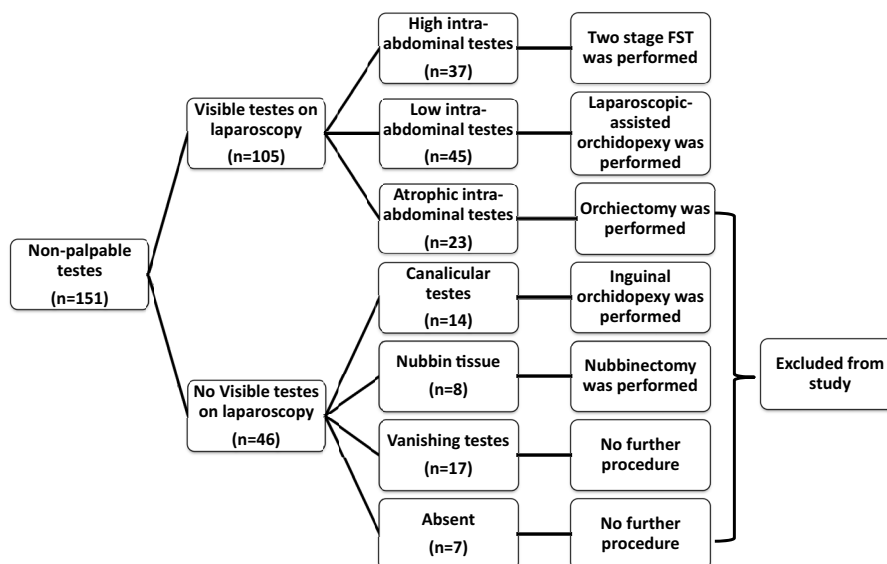 Non-palpable
testes
(n=151)
Visible testes on
laparoscopy
(n=105)
No Visible testes
on laparoscopy
(n=46)
High intra-
abdominal testes
(n=37)
Two stage FST
was performed
Low intra-
abdominal testes
(n=45)
Laparoscopic-
assisted
orchidopexy was
performed
Atrophic intra-
abdominal testes
(n=23)
Orchiectomy was
performed
Canalicular
testes
(n=14)
Inguinal
orchidopexy was
performed
Nubbin tissue
(n=8)
Nubbinectomy
was performed
Vanishing testes
(n=17)
No further
procedure
Absent
(n=7)
No further
procedure
Excluded from
study